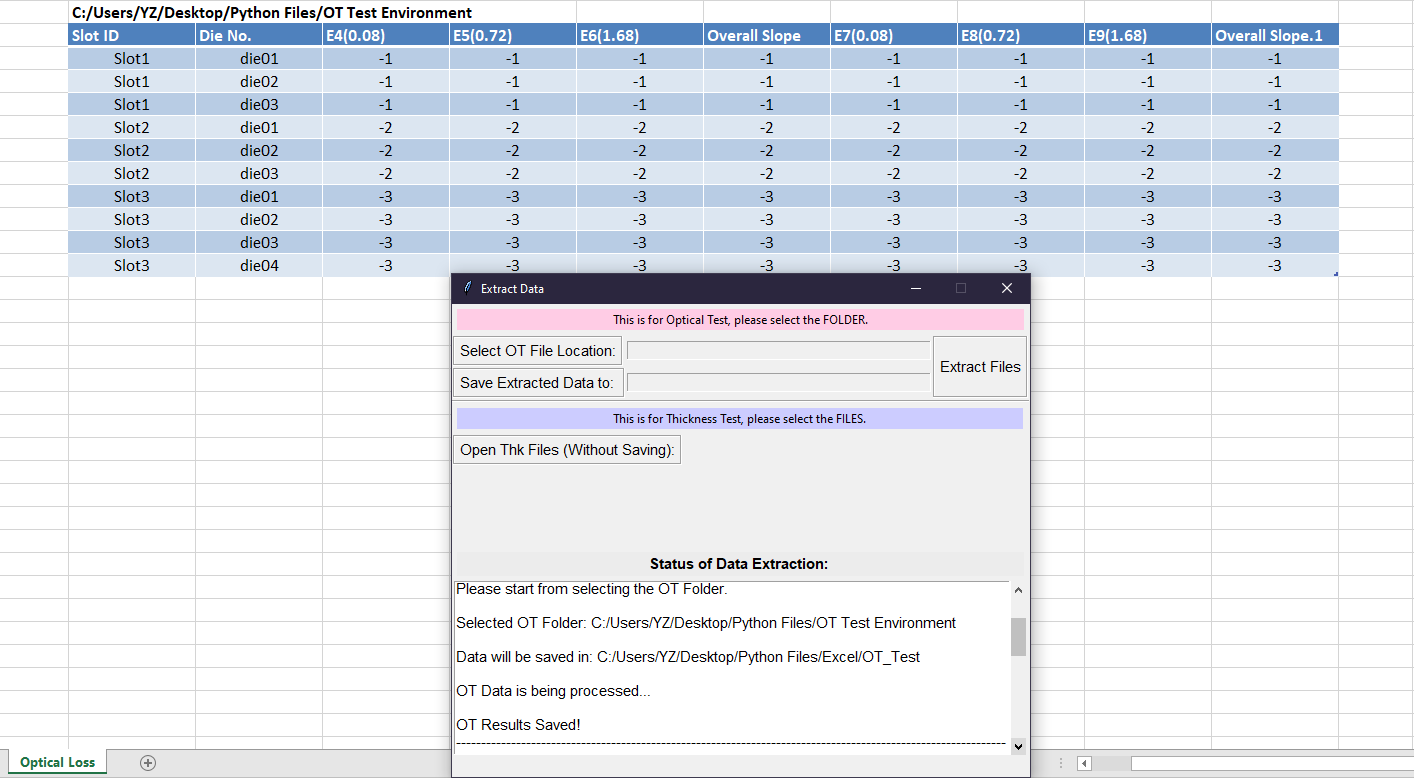 C:/Users/YZ/Desktop/Python Files/OT Test Environment
Slot ID Die No. E4(0.08) E5(0.72) E6(1.68) Overall Slope E7(0.08) E8(0.72) E9(1.68) Overall Slope.1
Slot1 die01 -1 -1 -1 -1 -1 -1 -1 -1
Slot1 die02 -1 -1 -1 -1 -1 -1 -1 -1
Slot1 die03 -1 -1 -1 -1 -1 -1 -1 -1
Slot2 die01 -2 -2 -2 -2 -2 -2 -2 -2
Slot2 die02 -2 -2 -2 -2 -2 -2 -2 -2
Slot2 die03 -2 -2 -2 -2 -2 -2 -2 -2
Slot3 die01 -3 -3 -3 -3 -3 -3 -3 -3
Slot3 die02 -3 -3 -3 -3 -3 -3 -3 -3
Slot3 die03 -3 -3 -3 -3 -3 -3 -3 -3
Slot3 die04 -3 -3 -3 -3 -3 -3 -3 -3
Extract Data
This is for Optical Test, please select the FOLDER.
Select OT File Location:
Extract Files
Save Extracted Data to:
This is for Thickness Test, please select the FILES.
Open Thk Files (Without Saving):
Status of Data Extraction:
Please start from selecting the OT Folder.
Selected OT Folder: C:/Users/YZ/Desktop/Python Files/OT Test Environment
Data will be saved in: C:/Users/YZ/Desktop/Python Files/Excel/OT_Test
OT Data is being processed...
OT Results Saved!
Optical Loss